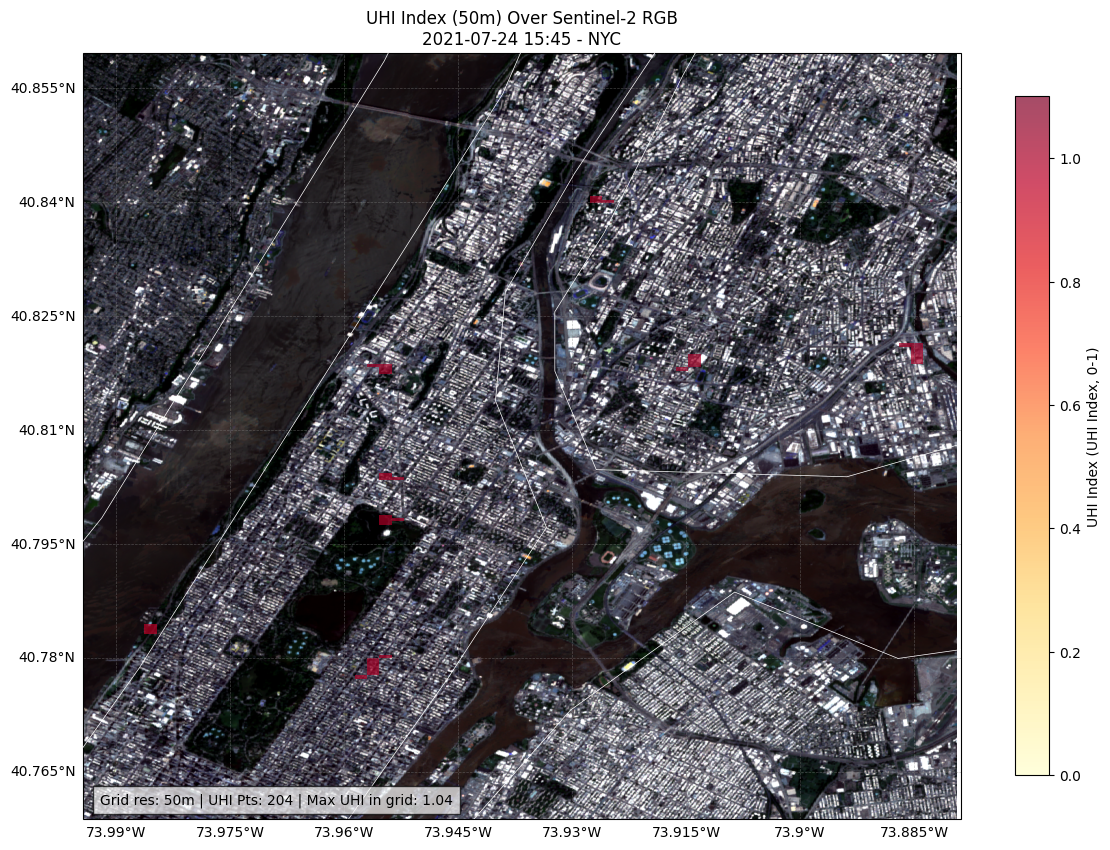 UHI Index (50m) Over Sentinel-2 RGB
2021-07-24 15:45 - NYC
40.855°N
40.84°N
40.825°N
40.81°N
40.795°N
40.78°N
40.765°N
73.99°W
73.975°W
73.96°W
73.945°W
73.93°W
73.915°W
73.9°W
73.885°W
Grid res: 50m | UHI Pts: 204 | Max UHI in grid: 1.04
1.0
0.8
0.6
0.4
0.2
0.0
UHI Index (UHI Index, 0-1)